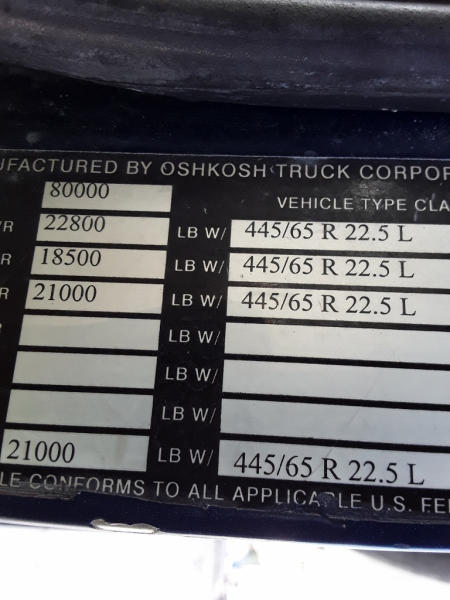 UFACTURED BY OSHKOSH TRUCK CORPOR
80000 VEHICLE TYPE CLA
VR 22800 LB W/ 445/65 R 22.5 L
R 18500 LB W/ 445/65 R 22.5 L
R 21000 LB W/ 445/65 R 22.5 L
R LB W/
LB W/
LB W/
21000 LB W/ 445/65 R 22.5 L
LE CONFORMS TO ALL APPLICABLE U.S. FE